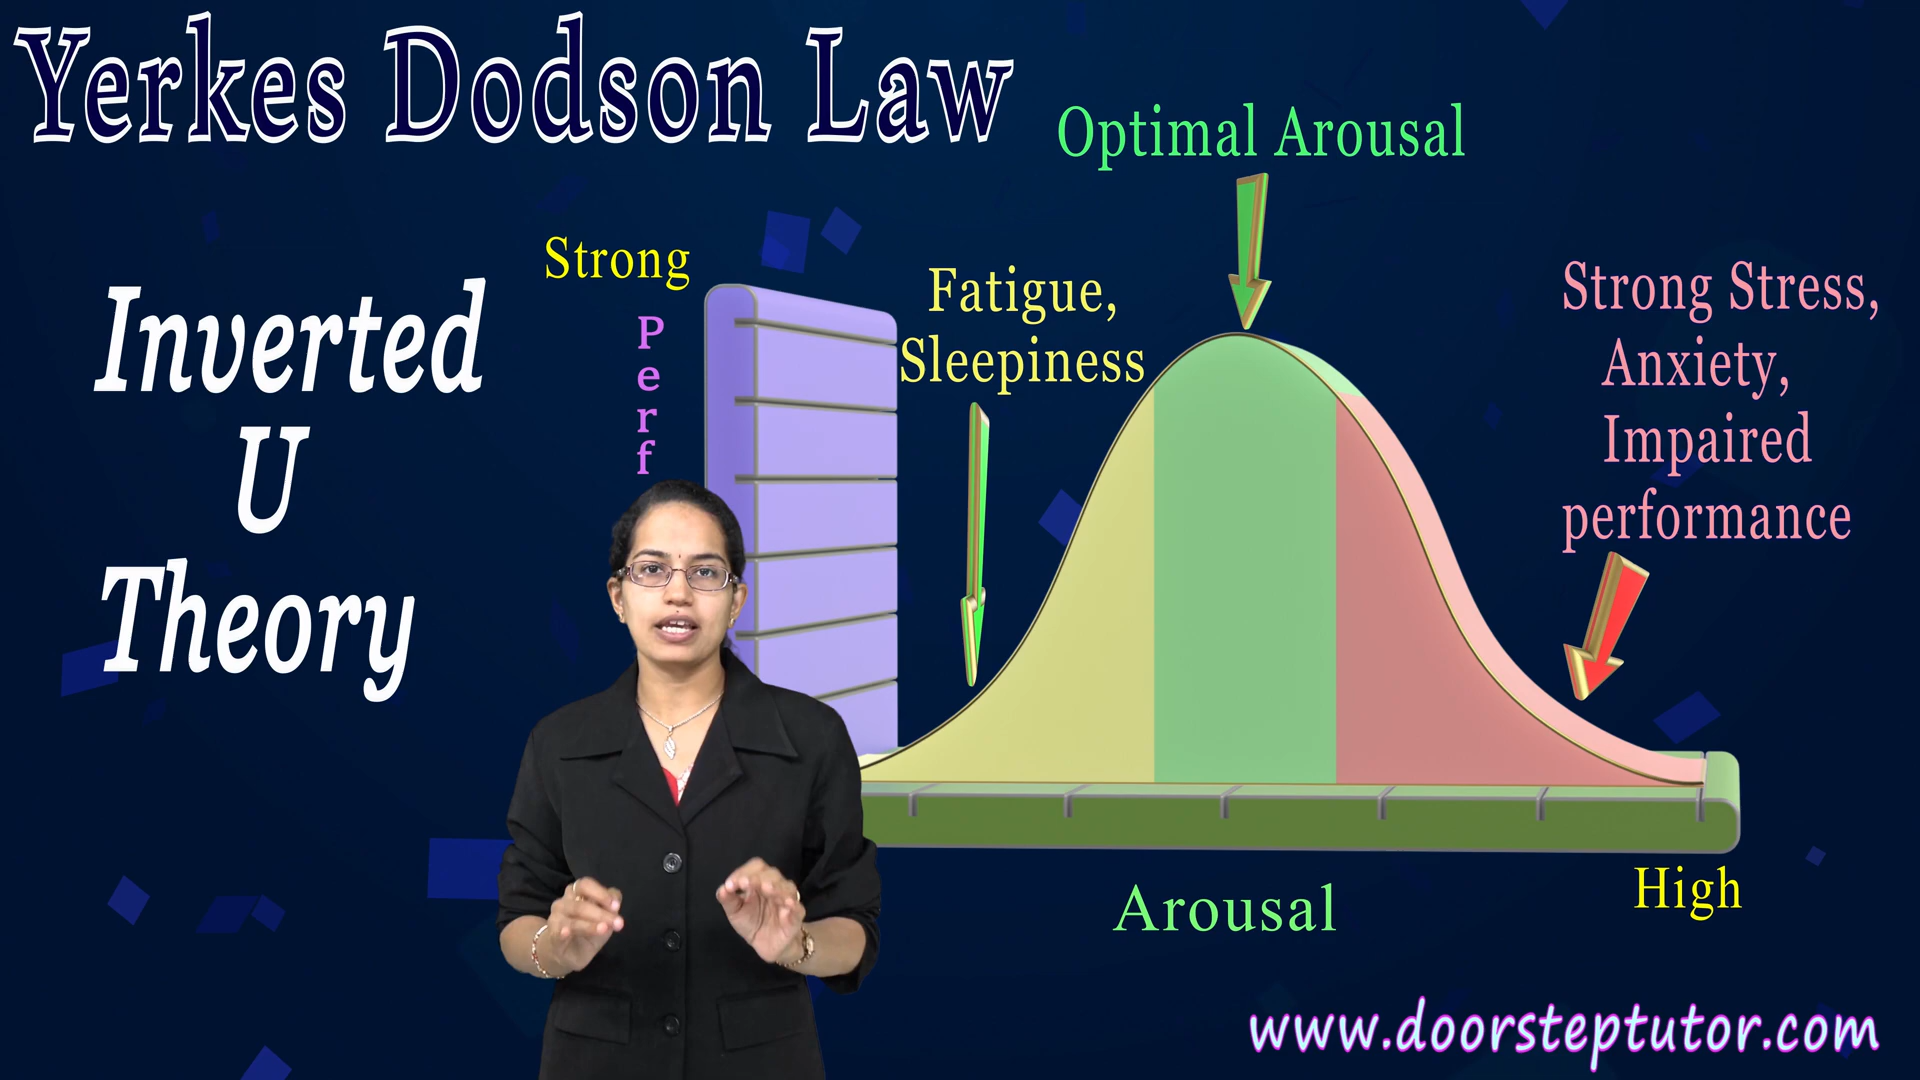 Yerkes Dodson Law
Optimal Arousal
Strong
Perf
Fatigue,
Sleepiness
Strong Stress,
Anxiety,
Impaired
performance
Inverted
U
Theory
Arousal
High
www.doorsteptutor.com